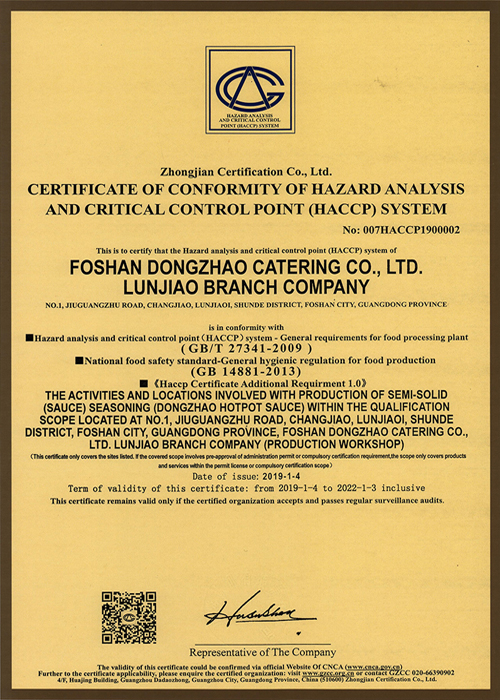 HAZARD ANALYSIS
AND CRITICAL CONTROL
POINT (HACCP) SYSTEM
Zhongjian Certification Co., Ltd.
CERTIFICATE OF CONFORMITY OF HAZARD ANALYSIS
AND CRITICAL CONTROL POINT (HACCP) SYSTEM
No: 007HACCP1900002
This is to certify that the Hazard analysis and critical control point (HACCP) system of
FOSHAN DONGZHAO CATERING CO., LTD.
LUNJIAO BRANCH COMPANY
NO.1, JIUGUANGZHU ROAD, CHANGJIAO, LUNJIAOI, SHUNDE DISTRICT, FOSHAN CITY, GUANGDONG PROVINCE
is in conformity with
■Hazard analysis and critical control point(HACCP) system - General requirements for food processing plant
( GB/T 27341-2009 )
■National food safety standard-General hygienic regulation for food production
(GB 14881-2013)
■ 《Haccp Certificate Additional Requirment 1.0》
THE ACTIVITIES AND LOCATIONS INVOLVED WITH PRODUCTION OF SEMI-SOLID
(SAUCE) SEASONING (DONGZHAO HOTPOT SAUCE) WITHIN THE QUALIFICATION
SCOPE LOCATED AT NO.1, JIUGUANGZHU ROAD, CHANGJIAO, LUNJIAOI, SHUNDE
DISTRICT, FOSHAN CITY, GUANGDONG PROVINCE, FOSHAN DONGZHAO CATERING CO.,
LTD. LUNJIAO BRANCH COMPANY (PRODUCTION WORKSHOP)
(This certificate only covers the sites listed. If the covered scope involves pre-approval of administration permit or compulsory certification requirement,the scope only covers products
and services within the permit license or compulsory certification scope)
Date of issue: 2019-1-4
Term of validity of this certificate: from 2019-1-4 to 2022-1-3 inclusive
This certificate remains valid only if the certified organization accepts and passes regular surveillance audits.
Representative of The Company
The validity of this certificate could be confirmed via official Website Of CNCA (www.cnca.gov.cn)
Further to the certificate applicability, please enquire the certified organization: visit www.gzcc.org.cn or contact GZCC 020-66390902
4/F, Huajing Building, Guangzhou Dadaozhong, Guangzhou City, Guangdong Province, China (510600) Zhongjian Certification Co., Ltd.